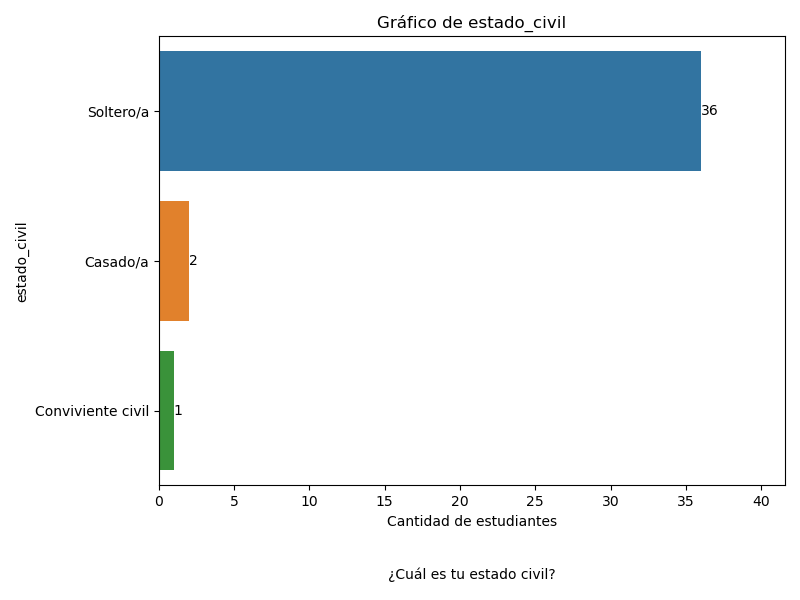 Gráfico de estado_civil
estado_civil
Soltero/a
36
Casado/a
2
Conviviente civil
1
0 5 10 15 20 25 30 35 40
Cantidad de estudiantes
¿Cuál es tu estado civil?